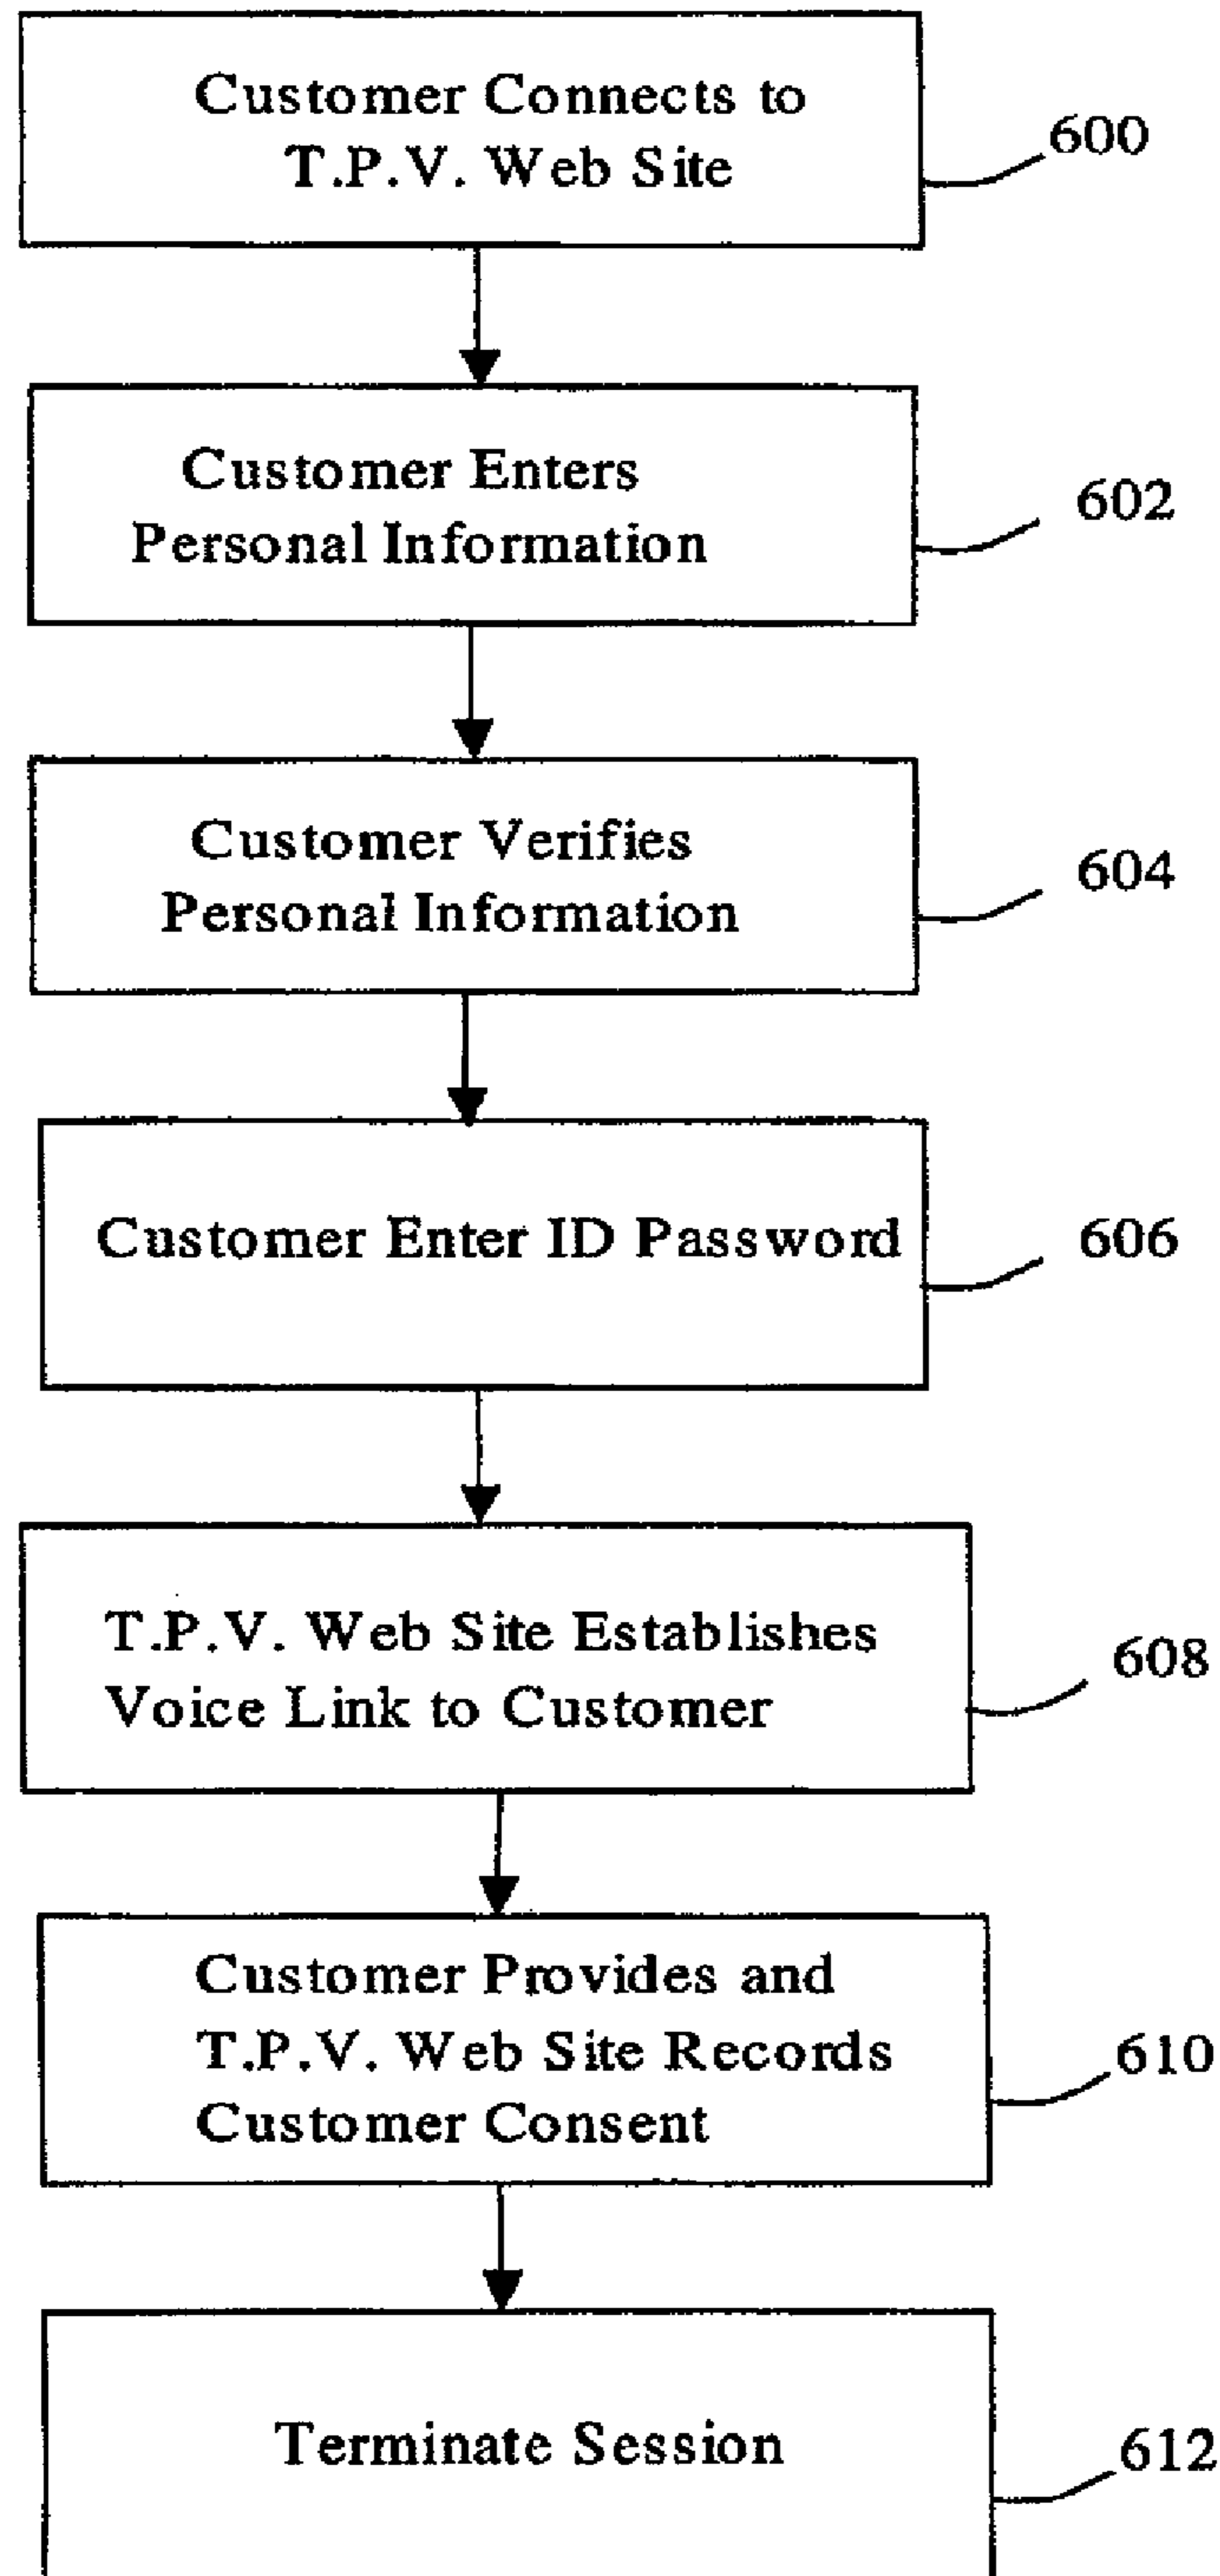 Customer Connects to
T.P.V. Web Site
600
Customer Enters
Personal Information
602
Customer Verifies
Personal Information
604
Customer Enter ID Password
606
T.P.V. Web Site Establishes
Voice Link to Customer
608
Customer Provides and
T.P.V. Web Site Records
Customer Consent
610
Terminate Session
612